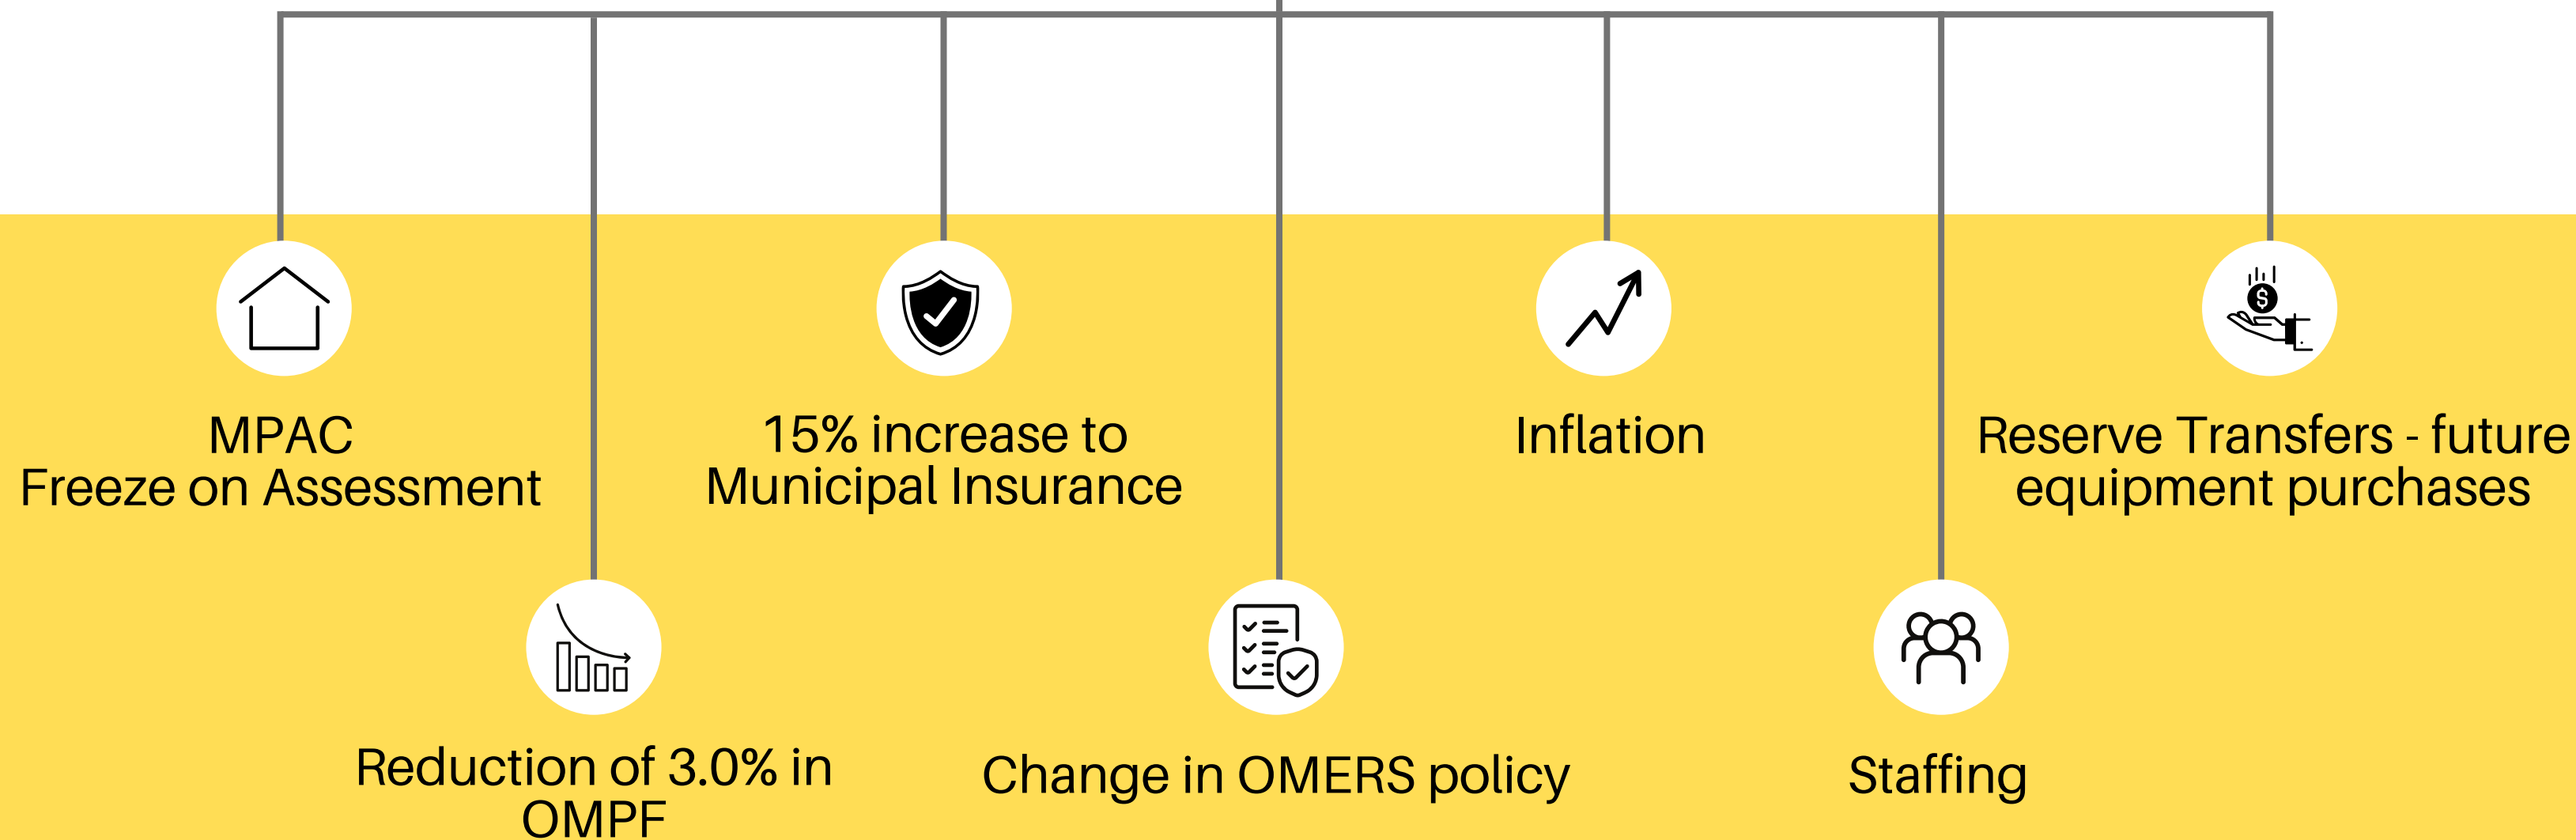 MPAC
Freeze on Assessment
15% increase to
Municipal Insurance
Inflation
Reserve Transfers - future
equipment purchases
Reduction of 3.0% in
OMPF
Change in OMERS policy
Staffing